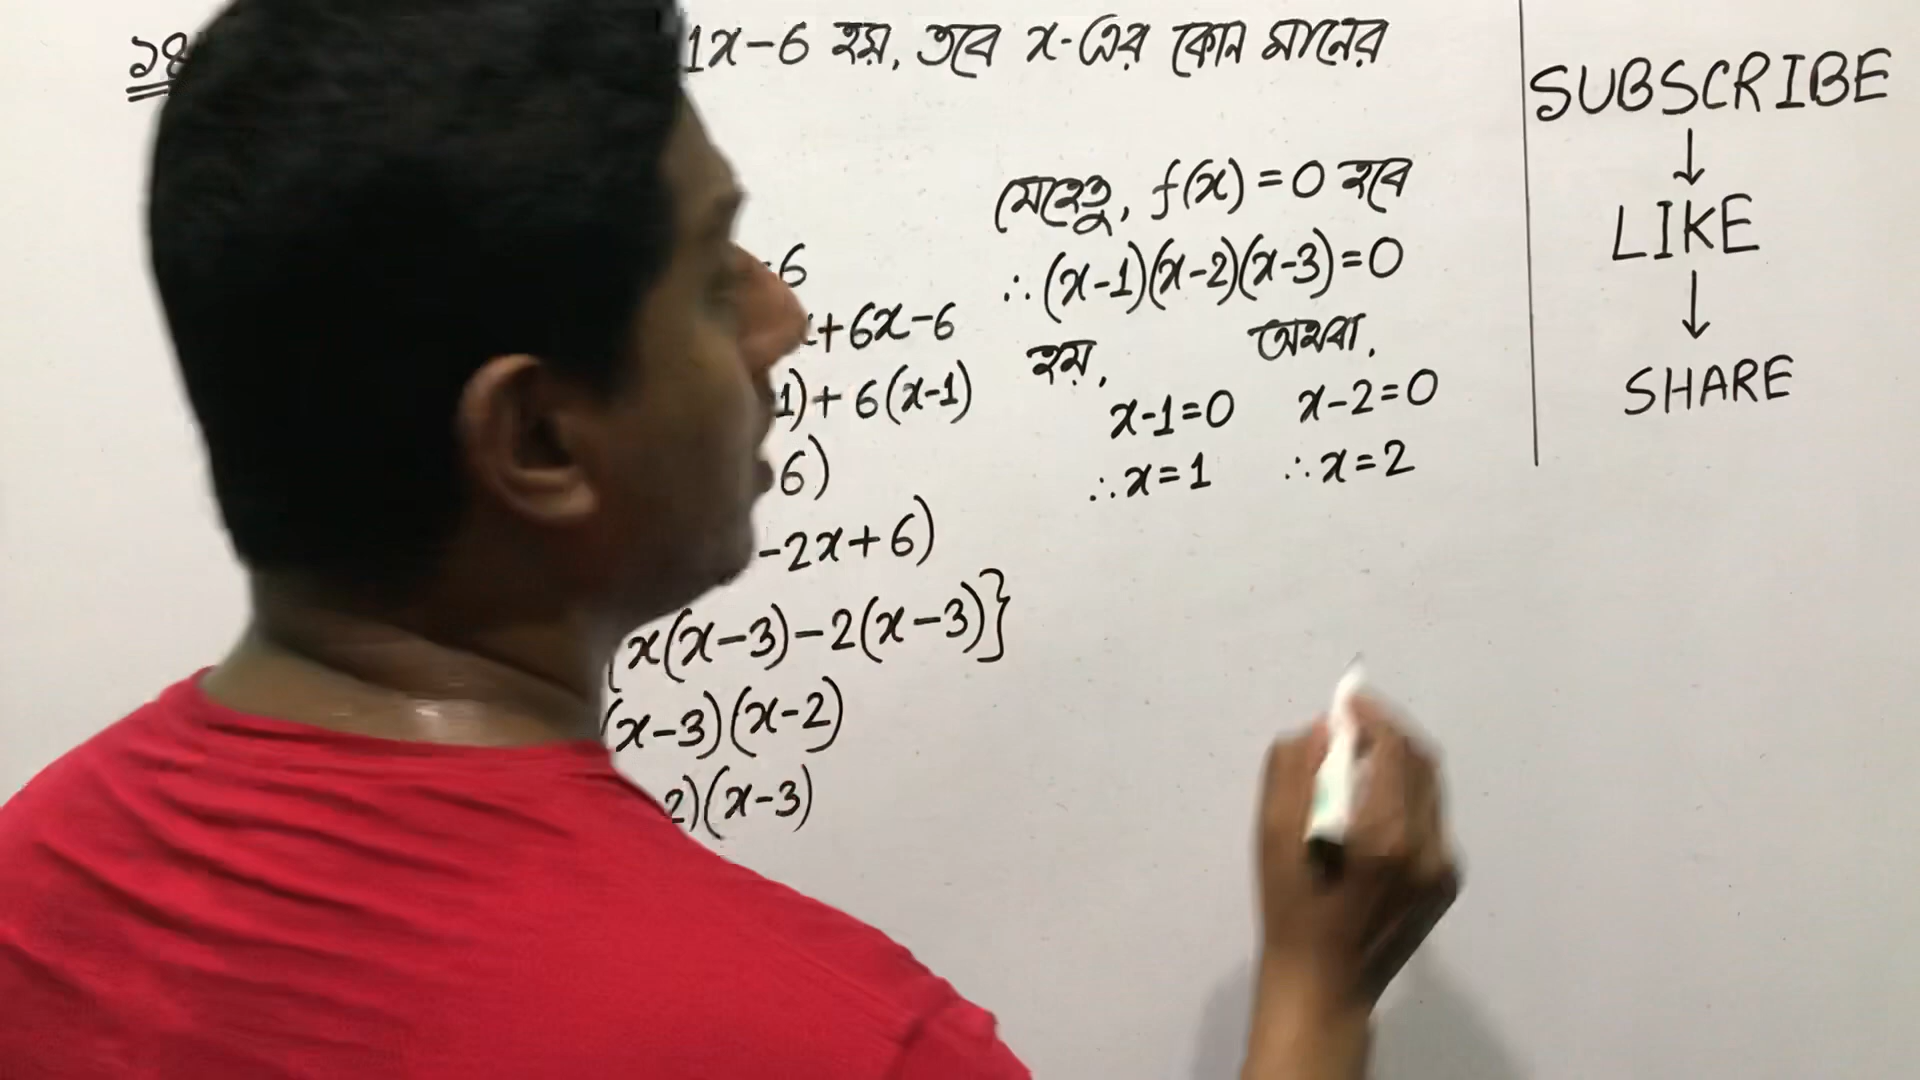 ১৪ 1x-6 হয়, তবে x-এর কোন মানের
-6
x+6x-6
1)+6(x-1)
6)
-2x+6)
{x(x-3)-2(x-3)}
(x-3)(x-2)
2)(x-3)
যেহেতু, f(x)=0 হবে
∴(x-1)(x-2)(x-3)=0
হয়, অথবা,
x-1=0 x-2=0
∴x=1 ∴x=2
SUBSCRIBE
↓
LIKE
↓
SHARE